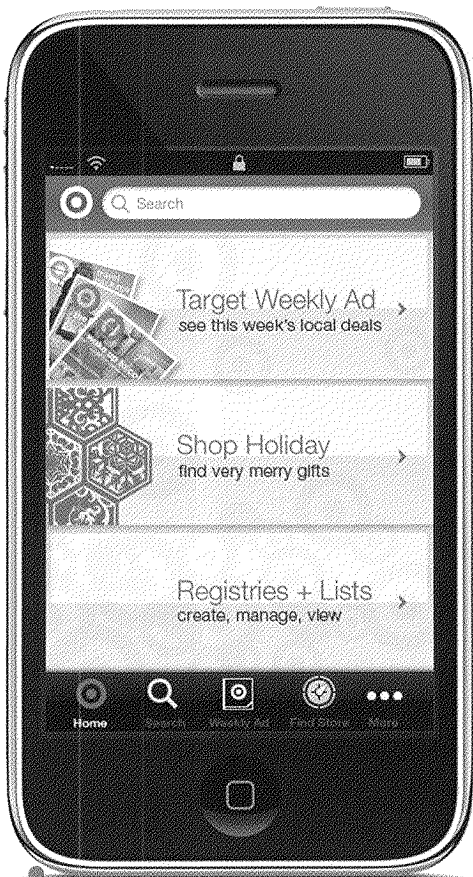 Search
Target Weekly Ad
see this week's local deals
Shop Holiday
find very merry gifts
Registries + Lists
create, manage, view
Home Search Weekly Ad Find Store More